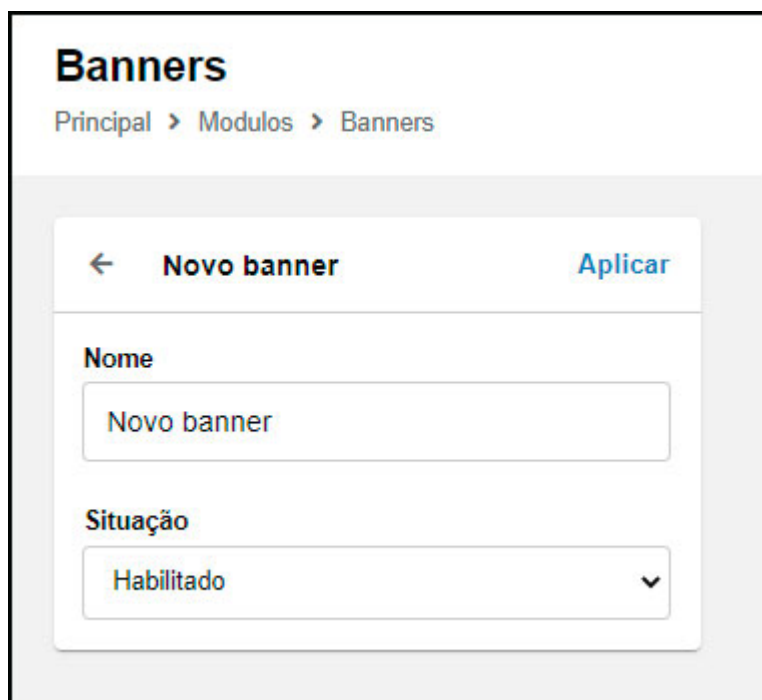 Banners
Principal > Modulos > Banners
Novo banner Aplicar
Nome
Novo banner
Situação
Habilitado